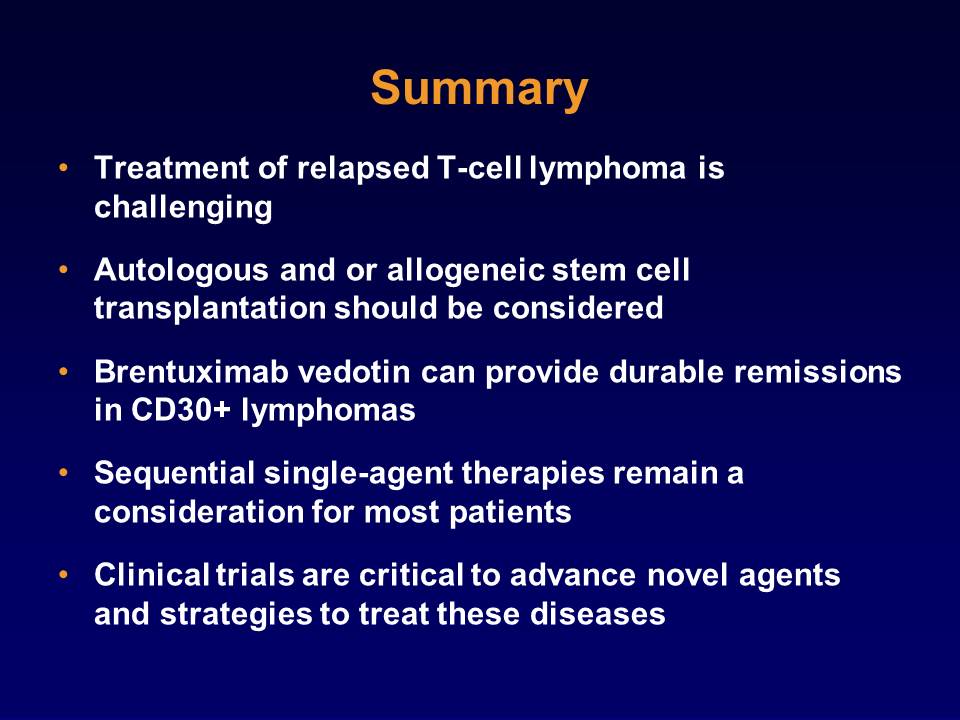 Summary
• Treatment of relapsed T-cell lymphoma is
challenging
• Autologous and or allogeneic stem cell
transplantation should be considered
• Brentuximab vedotin can provide durable remissions
in CD30+ lymphomas
• Sequential single-agent therapies remain a
consideration for most patients
• Clinical trials are critical to advance novel agents
and strategies to treat these diseases